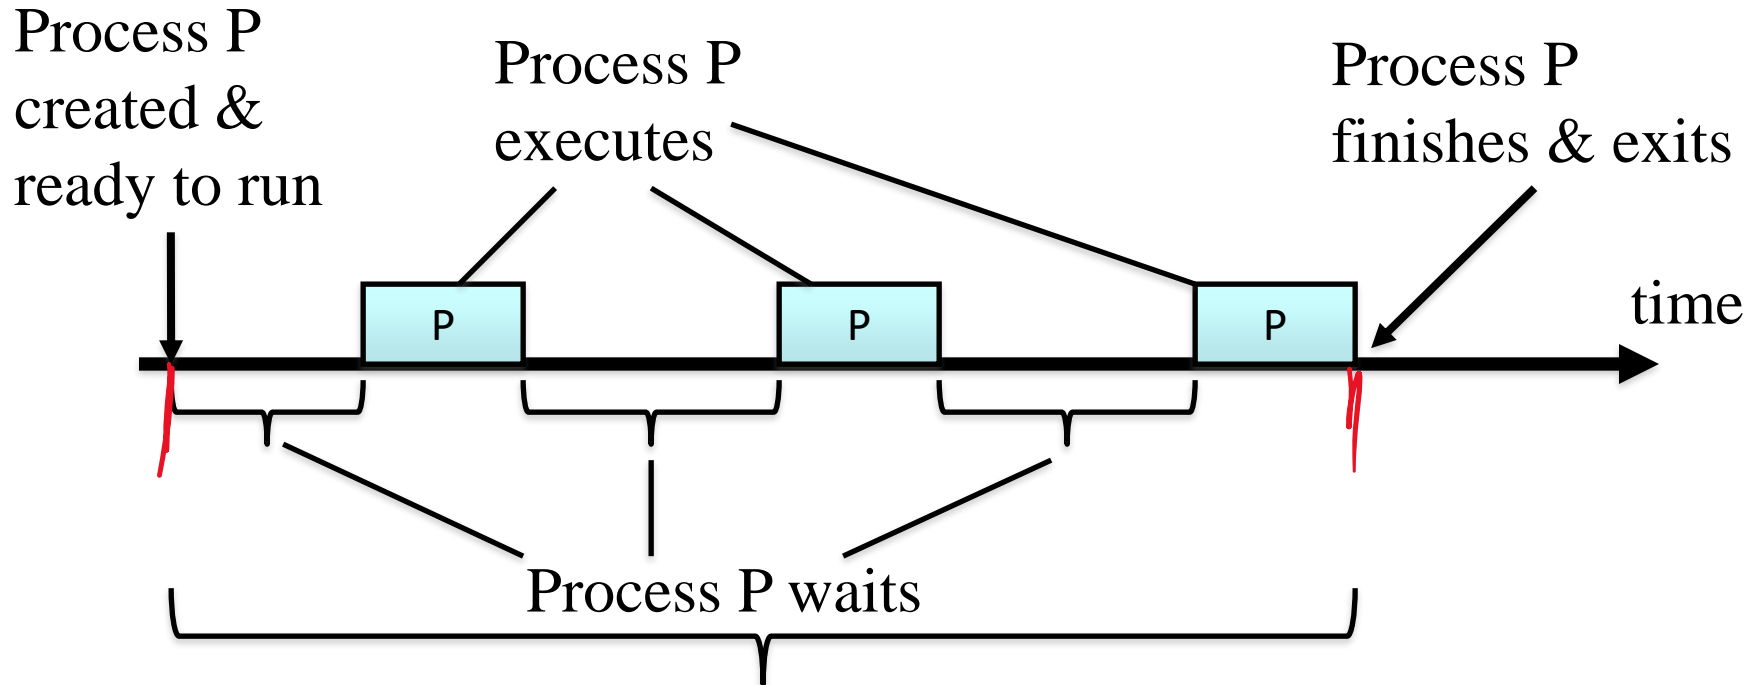 Process P
created &
ready to run
Process P
executes
Process P
finishes & exits
time
P
P
P
Process P waits